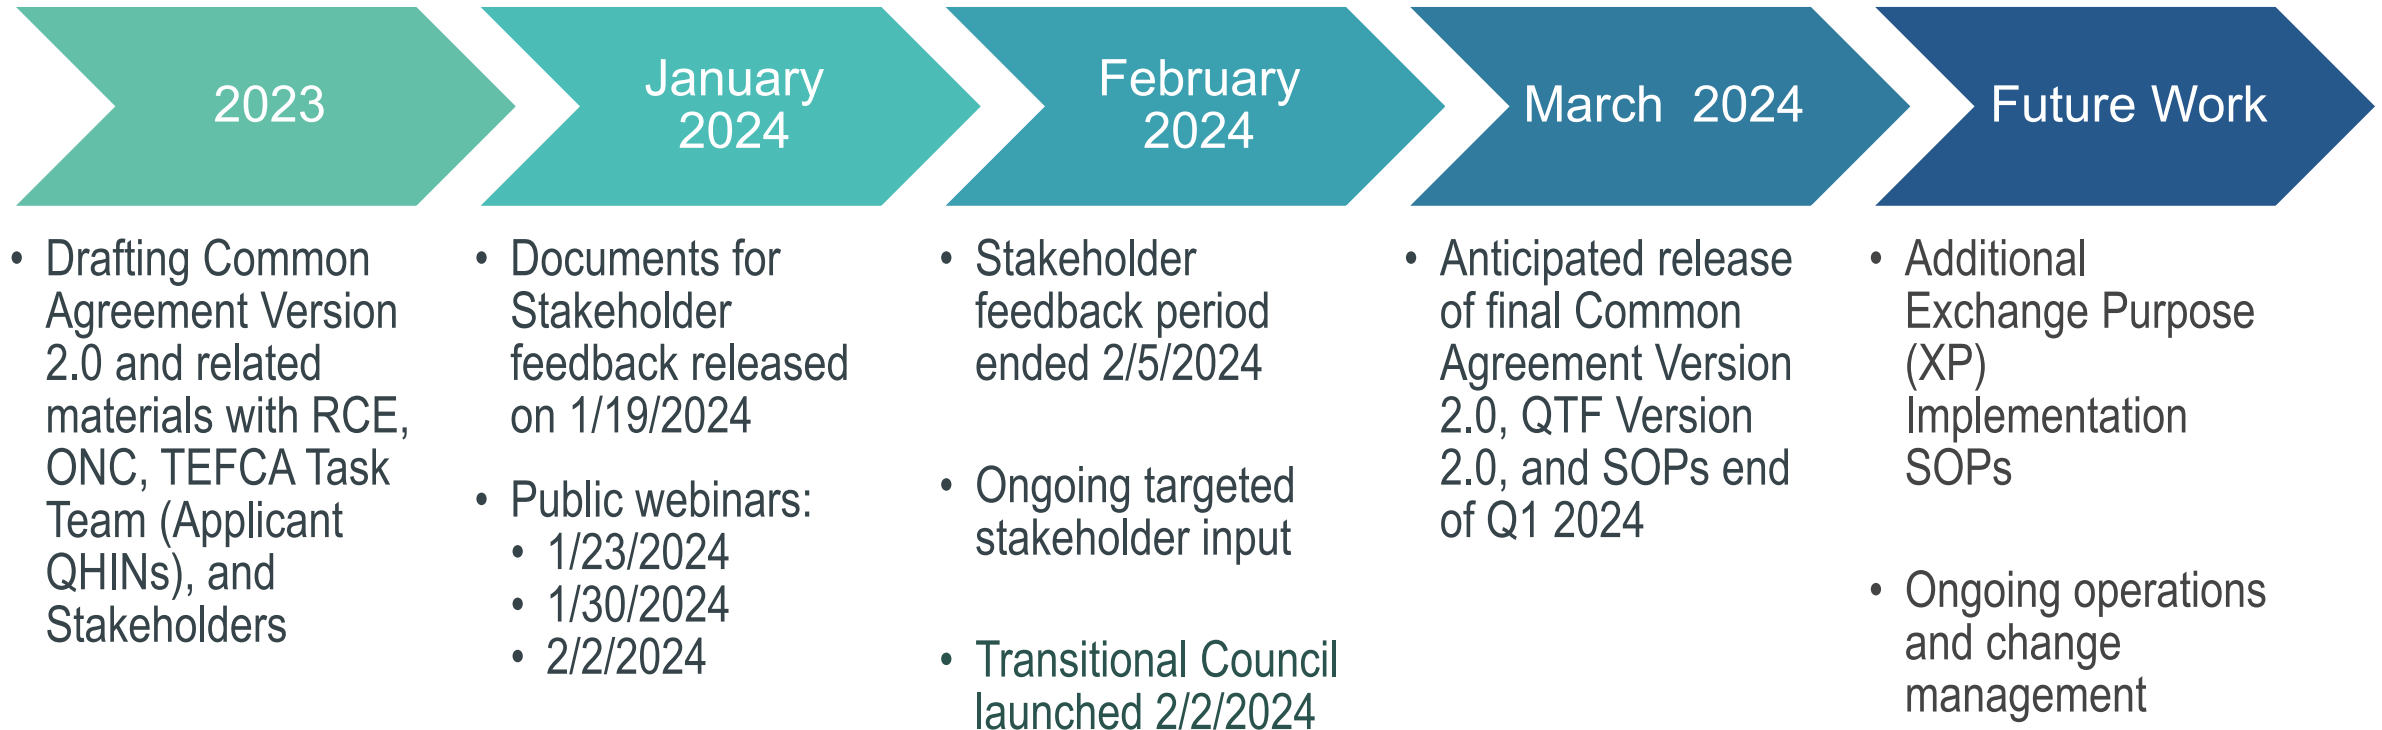 2023
• Drafting Common
Agreement Version
2.0 and related
materials with RCE,
ONC, TEFCA Task
Team (Applicant
QHINs), and
Stakeholders
January
2024
• Documents for
Stakeholder
feedback released
on 1/19/2024
• Public webinars:
• 1/23/2024
• 1/30/2024
• 2/2/2024
February
2024
• Stakeholder
feedback period
ended 2/5/2024
• Ongoing targeted
stakeholder input
• Transitional Council
launched 2/2/2024
March 2024
• Anticipated release
of final Common
Agreement Version
2.0, QTF Version
2.0, and SOPs end
of Q1 2024
Future Work
• Additional
Exchange Purpose
(XP)
Implementation
SOPs
• Ongoing operations
and change
management